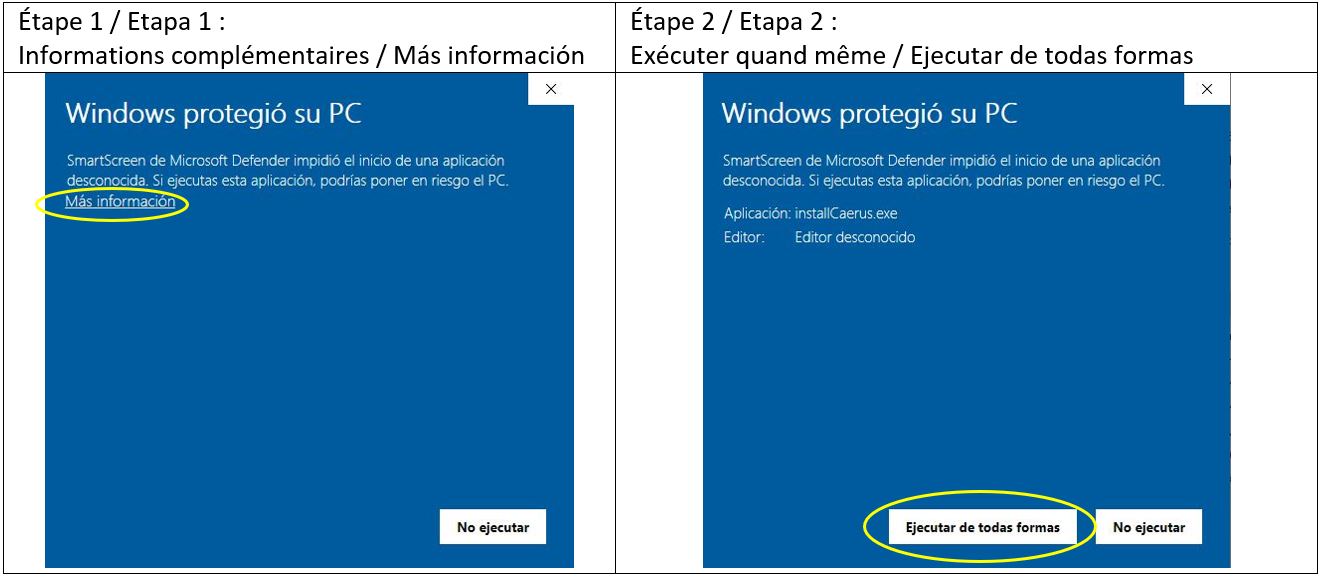 Étape 1 / Etapa 1 :
Informations complémentaires / Más información
Windows protegió su PC
SmartScreen de Microsoft Defender impidió el inicio de una aplicación
desconocida. Si ejecutas esta aplicación, podrías poner en riesgo el PC.
Más información
No ejecutar
Étape 2 / Etapa 2 :
Exécuter quand même / Ejecutar de todas formas
Windows protegió su PC
SmartScreen de Microsoft Defender impidió el inicio de una aplicación
desconocida. Si ejecutas esta aplicación, podrías poner en riesgo el PC.
Aplicación: installCaerus.exe
Editor: Editor desconocido
Ejecutar de todas formas
No ejecutar